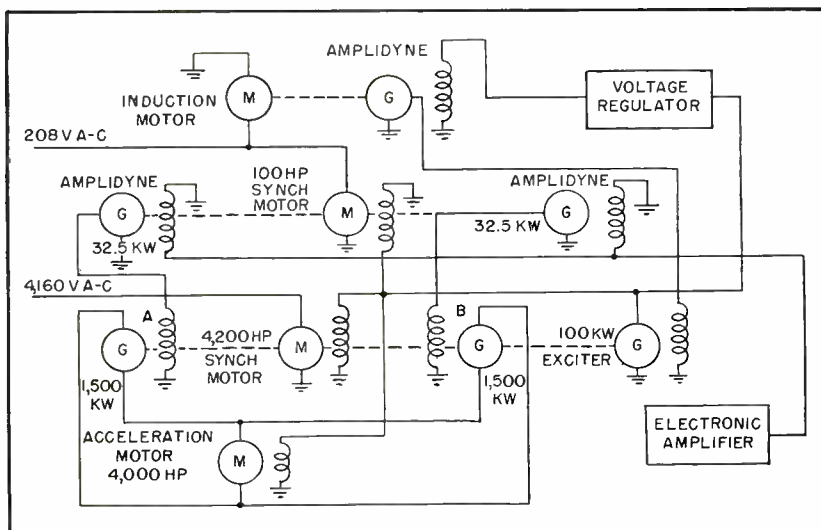 AMPLIDYNE
M
G
INDUCTION
MOTOR
VOLTAGE
REGULATOR
208 V A-C
AMPLIDYNE
100 HP
SYNCH
MOTOR
AMPLIDYNE
G
M
G
32.5 KW
32.5 KW
4,160 V A-C
A
B
G
4,200 HP
SYNCH
MOTOR
M
G
100 KW
EXCITER
G
1,500
KW
1,500
KW
ACCELERATION
MOTOR
4,000 HP
M
ELECTRONIC
AMPLIFIER